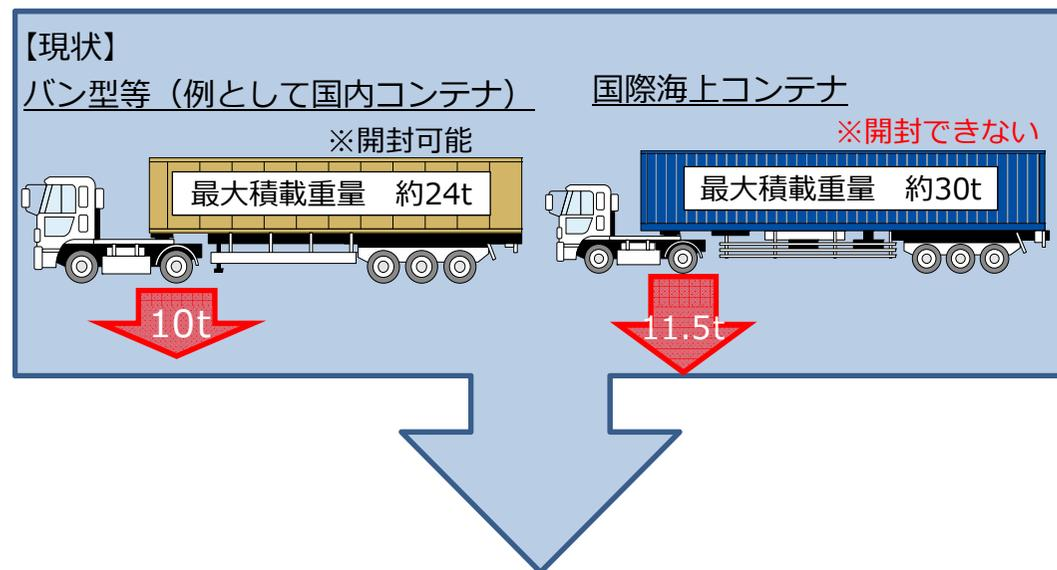 【現状】
バン型等（例として国内コンテナ）
※開封可能
最大積載重量　約24t
10t
国際海上コンテナ
※開封できない
最大積載重量　約30t
11.5t